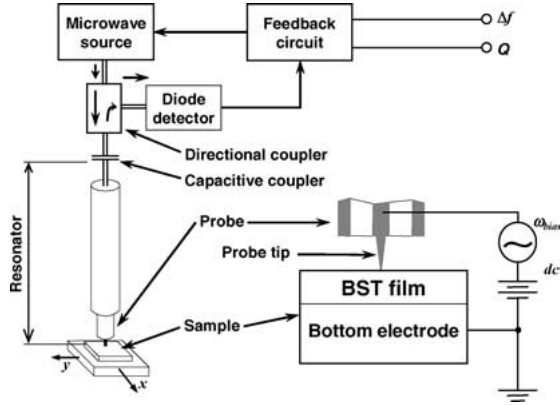 Microwave
source
Feedback
circuit
Δf
Q
Diode
detector
Directional coupler
Capacitive coupler
Resonator
Probe
ω_bias
Probe tip
dc
BST film
Sample
Bottom electrode
y
x